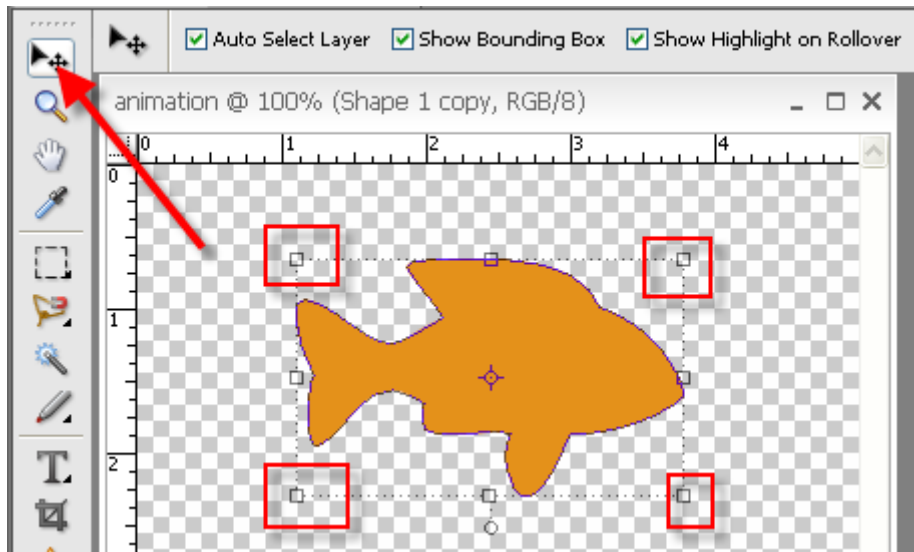 Auto Select Layer Show Bounding Box Show Highlight on Rollover
animation @ 100% (Shape 1 copy, RGB/8)
0 1 2 3 4
0
1
T
2